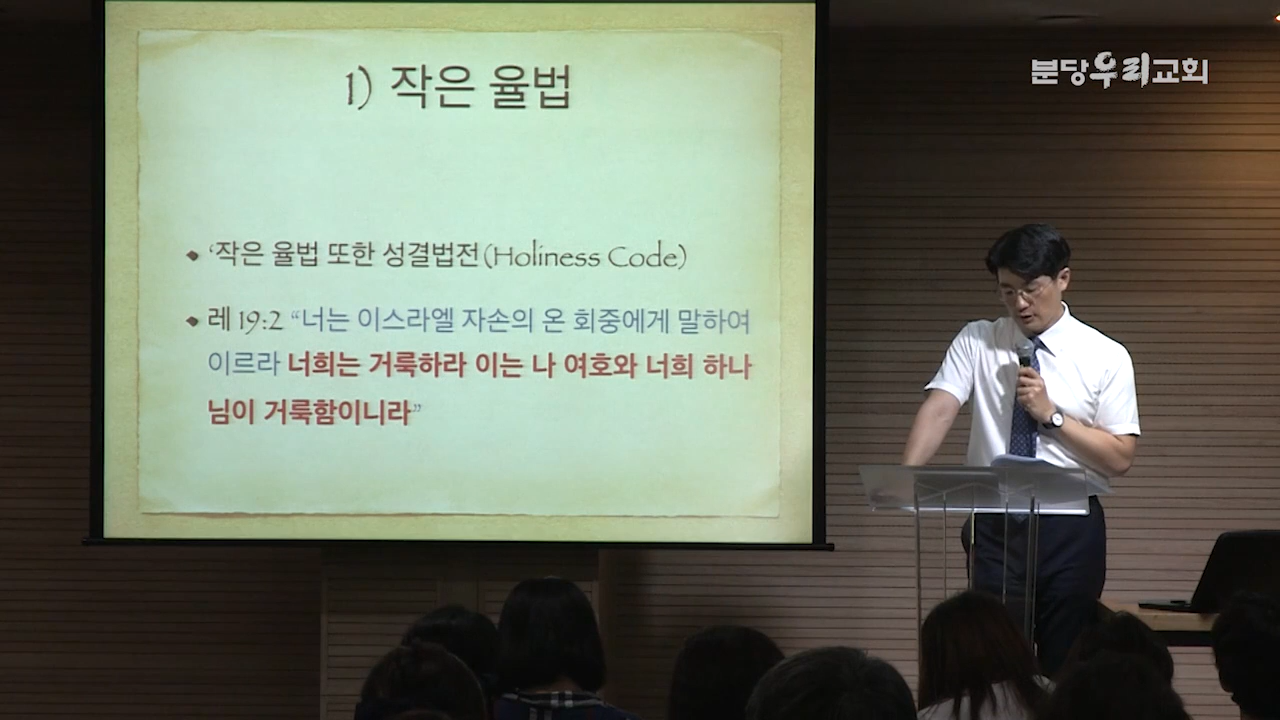 1) 작은 율법
분당우리교회
‘작은 율법 또한 성결법전(Holiness Code)
레 19:2 “너는 이스라엘 자손의 온 회중에게 말하여
이르라 너희는 거룩하라 이는 나 여호와 너희 하나
님이 거룩함이니라”